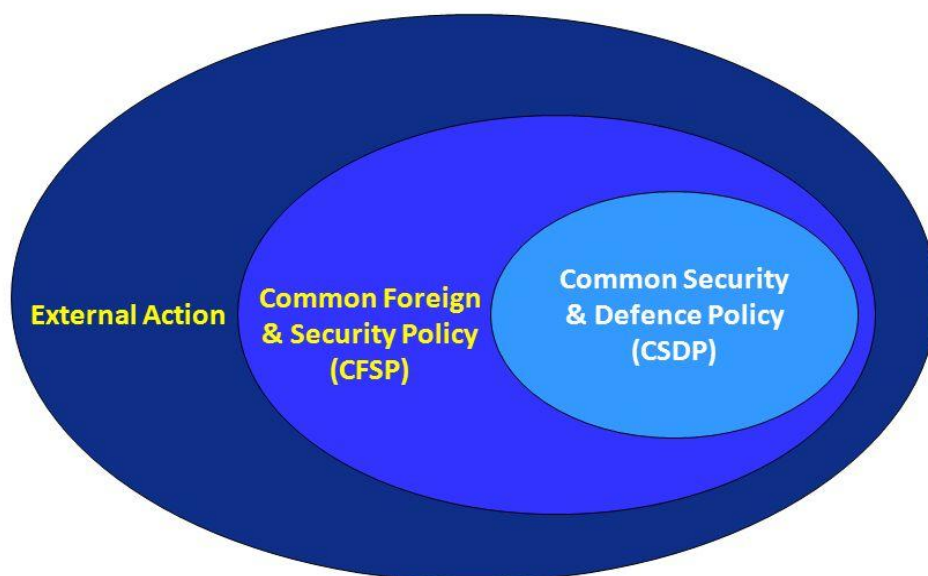 External Action
Common Foreign
& Security Policy
(CFSP)
Common Security
& Defence Policy
(CSDP)